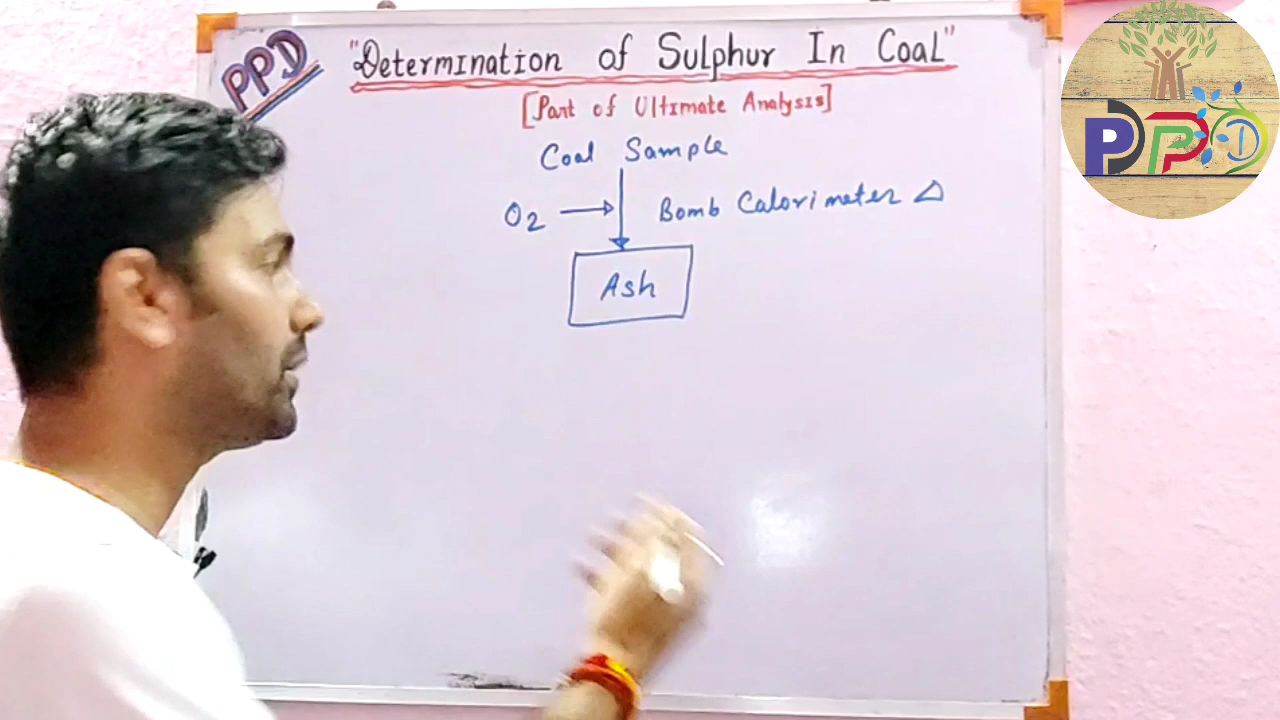 PPD
"Determination of Sulphur In Coal"
[Part of Ultimate Analysis]
Coal Sample
O2 → Bomb Calorimeter Δ
Ash
PPD